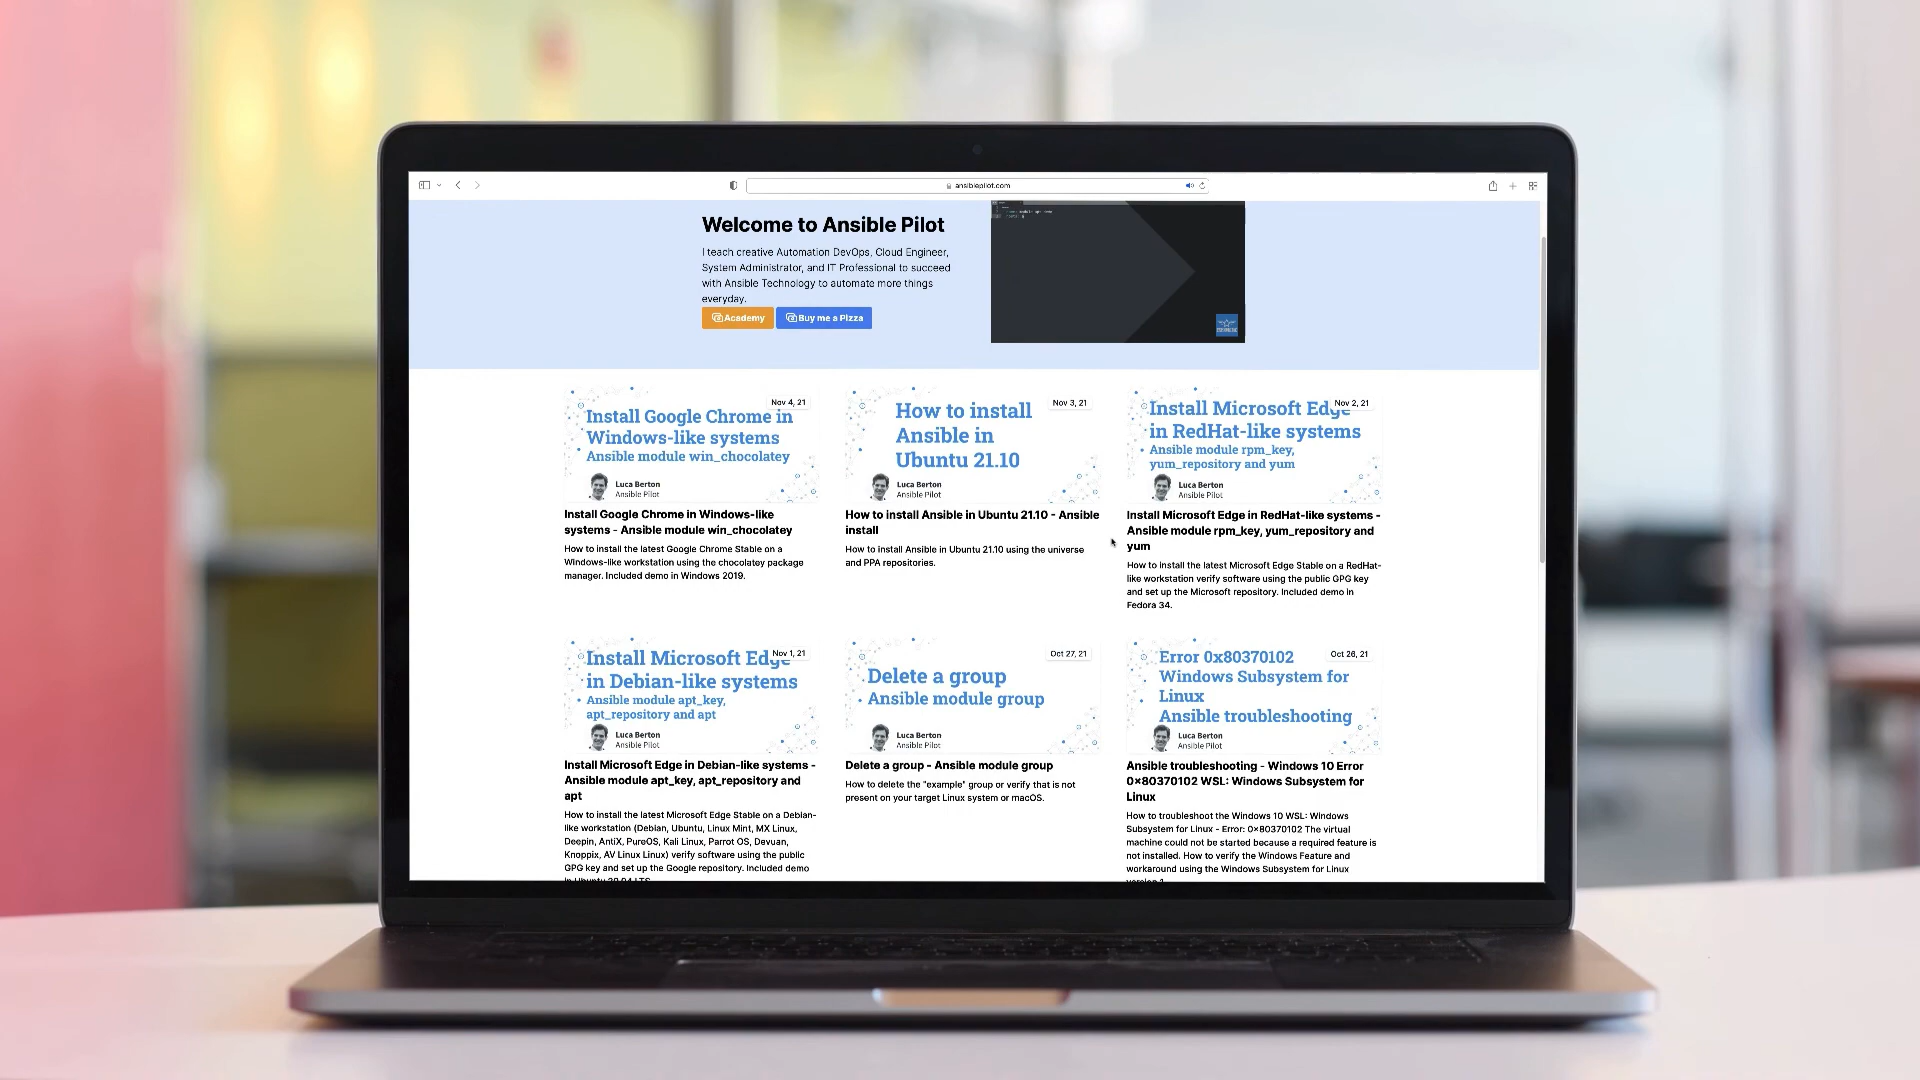 ansiblepilot.com
Welcome to Ansible Pilot
I teach creative Automation DevOps, Cloud Engineer,
System Administrator, and IT Professional to succeed
with Ansible Technology to automate more things
everyday.
Academy
Buy me a Pizza
Nov 4, 21
Install Google Chrome in
Windows-like systems
Ansible module win_chocolatey
Luca Berton
Ansible Pilot
Install Google Chrome in Windows-like
systems - Ansible module win_chocolatey
How to install the latest Google Chrome Stable on a
Windows-like workstation using the chocolatey package
manager. Included demo in Windows 2019.
Nov 3, 21
How to install
Ansible in
Ubuntu 21.10
Luca Berton
Ansible Pilot
How to install Ansible in Ubuntu 21.10 - Ansible
install
How to install Ansible in Ubuntu 21.10 using the universe
and PPA repositories.
Nov 2, 21
Install Microsoft Edge
in RedHat-like systems
Ansible module rpm_key,
yum_repository and yum
Luca Berton
Ansible Pilot
Install Microsoft Edge in RedHat-like systems -
Ansible module rpm_key, yum_repository and
yum
How to install the latest Microsoft Edge Stable on a RedHat-
like workstation verify software using the public GPG key
and set up the Microsoft repository. Included demo in
Fedora 34.
Nov 1, 21
Install Microsoft Edge
in Debian-like systems
Ansible module apt_key,
apt_repository and apt
Luca Berton
Ansible Pilot
Install Microsoft Edge in Debian-like systems -
Ansible module apt_key, apt_repository and
apt
How to install the latest Microsoft Edge Stable on a Debian-
like workstation (Debian, Ubuntu, Linux Mint, MX Linux,
Deepin, AntiX, PureOS, Kali Linux, Parrot OS, Devuan,
Knoppix, AV Linux Linux) verify software using the public
GPG key and set up the Google repository. Included demo
Oct 27, 21
Delete a group
Ansible module group
Luca Berton
Ansible Pilot
Delete a group - Ansible module group
How to delete the "example" group or verify that is not
present on your target Linux system or macOS.
Oct 26, 21
Error 0x80370102
Windows Subsystem for
Linux
Ansible troubleshooting
Luca Berton
Ansible Pilot
Ansible troubleshooting - Windows 10 Error
0x80370102 WSL: Windows Subsystem for
Linux
How to troubleshoot the Windows 10 WSL: Windows
Subsystem for Linux - Error: 0x80370102 The virtual
machine could not be started because a required feature is
not installed. How to verify the Windows Feature and
workaround using the Windows Subsystem for Linux